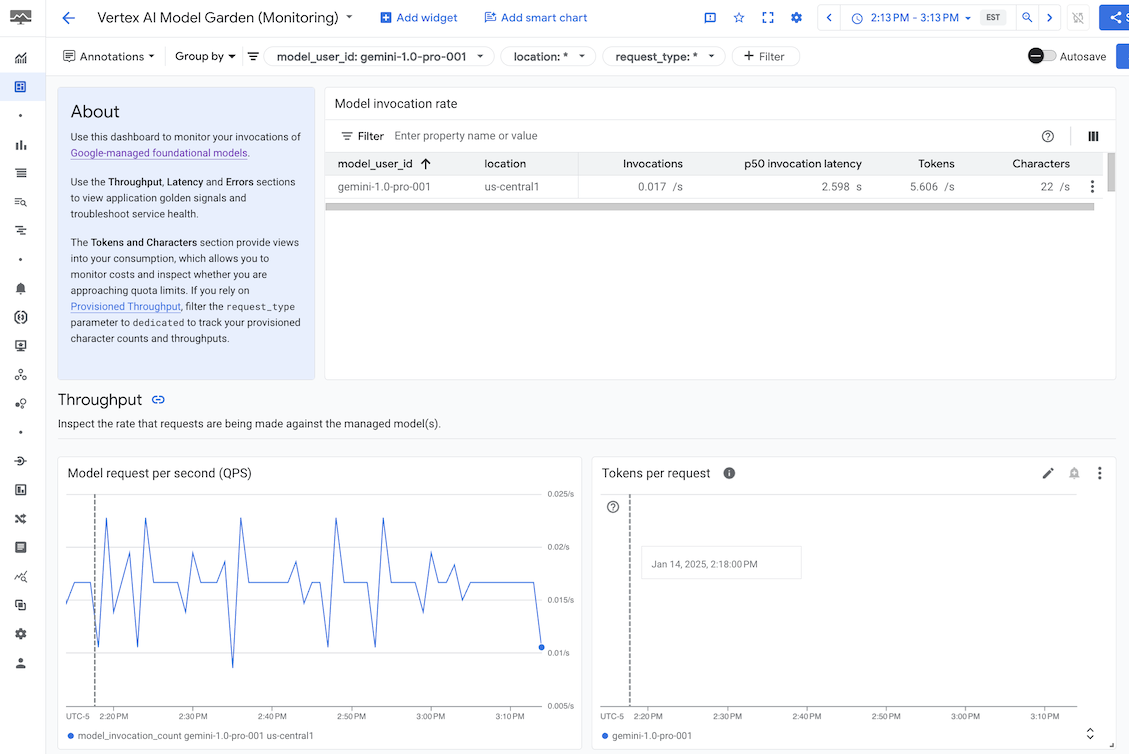 Vertex AI Model Garden (Monitoring)
Add widget
Add smart chart
2:13 PM - 3:13 PM
EST
Annotations
Group by
model_user_id: gemini-1.0-pro-001
location: *
request_type: *
Filter
Autosave
About
Use this dashboard to monitor your invocations of
Google-managed foundational models.
Use the Throughput, Latency and Errors sections
to view application golden signals and
troubleshoot service health.
The Tokens and Characters section provide views
into your consumption, which allows you to
monitor costs and inspect whether you are
approaching quota limits. If you rely on
Provisioned Throughput, filter the request_type
parameter to dedicated to track your provisioned
character counts and throughputs.
Model invocation rate
Filter Enter property name or value
model_user_id location Invocations p50 invocation latency Tokens Characters
gemini-1.0-pro-001 us-central1 0.017 /s 2.598 s 5.606 /s 22 /s
Throughput
Inspect the rate that requests are being made against the managed model(s).
Model request per second (QPS)
0.025/s
0.02/s
0.015/s
0.01/s
0.005/s
UTC-5 2:20 PM 2:30 PM 2:40 PM 2:50 PM 3:00 PM 3:10 PM
model_invocation_count gemini-1.0-pro-001 us-central1
Tokens per request
Jan 14, 2025, 2:18:00 PM
UTC-5 2:20 PM 2:30 PM 2:40 PM 2:50 PM 3:00 PM 3:10 PM
gemini-1.0-pro-001